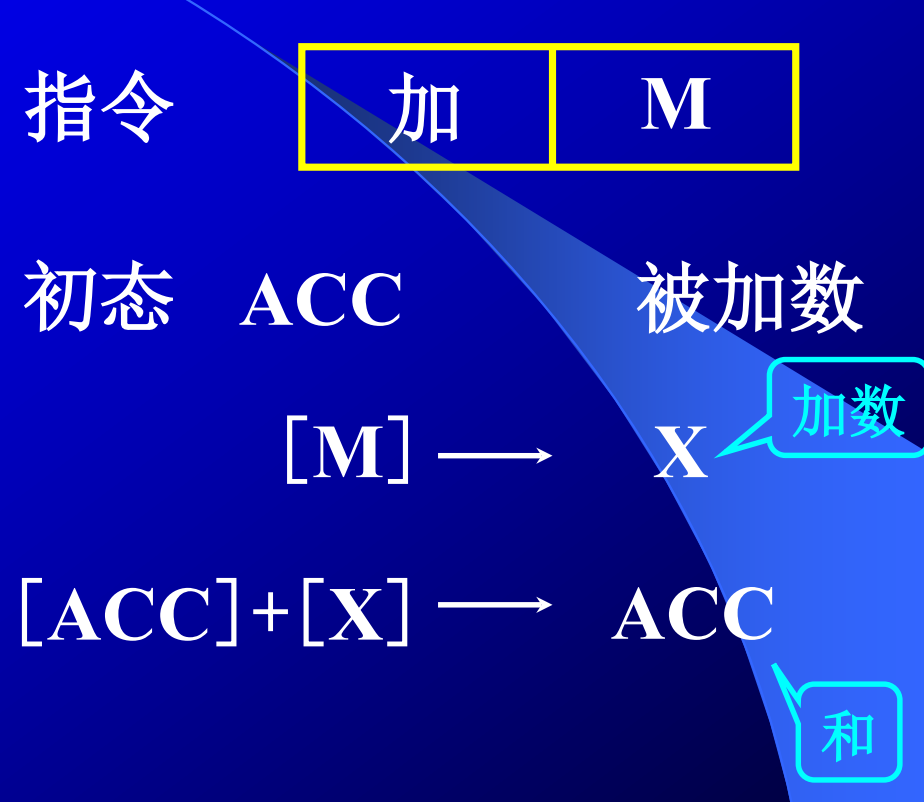 指令 加 M
初态 ACC 被加数
[M] → X 加数
[ACC]+[X] → ACC
和